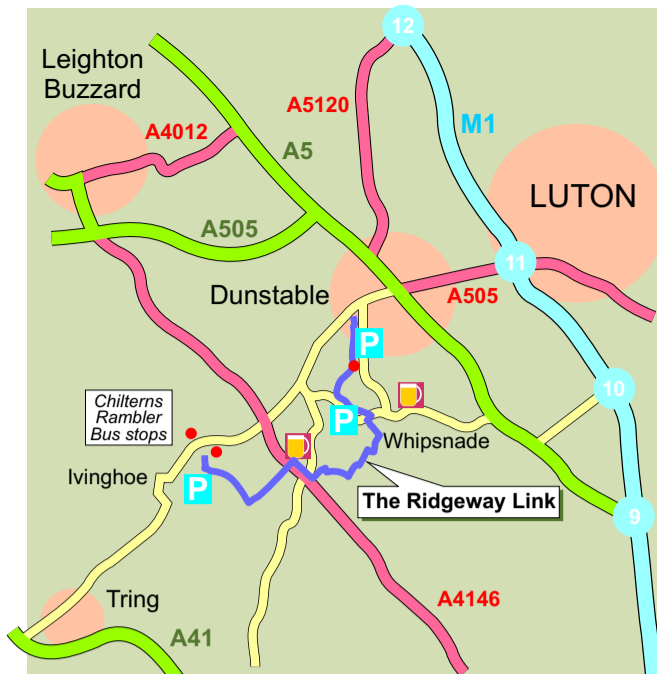 12
Leighton
Buzzard
A5120
A4012
M1
A5
LUTON
A505
11
Dunstable
A505
P
10
Chilterns
Rambler
Bus stops
P
Whipsnade
Ivinghoe
P
The Ridgeway Link
9
Tring
A4146
A41